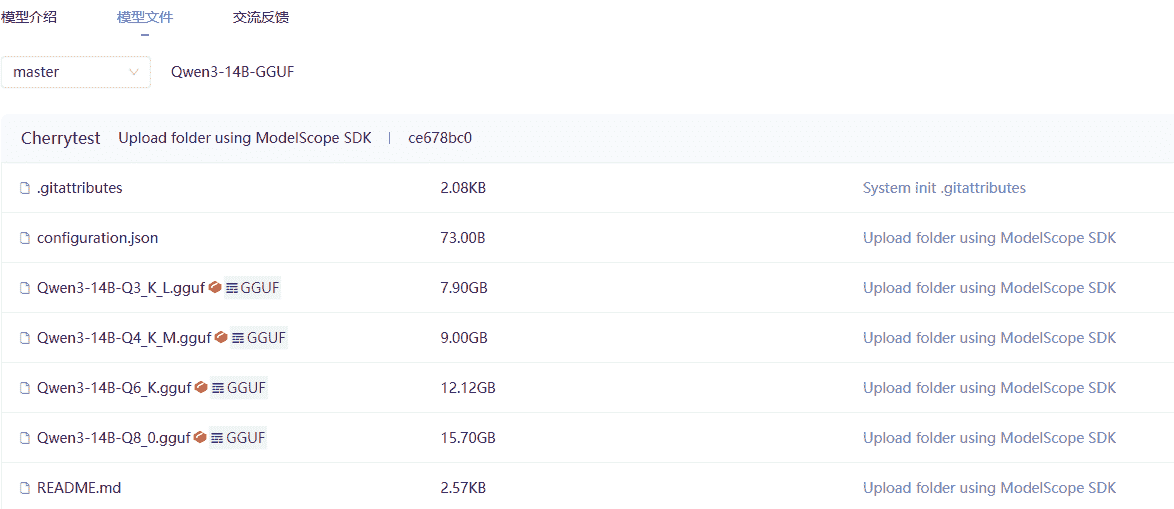 模型介绍 模型文件 交流反馈
master Qwen3-14B-GGUF
Cherrytest Upload folder using ModelScope SDK | ce678bc0
.gitattributes 2.08KB System init .gitattributes
configuration.json 73.00B Upload folder using ModelScope SDK
Qwen3-14B-Q3_K_L.gguf GGUF 7.90GB Upload folder using ModelScope SDK
Qwen3-14B-Q4_K_M.gguf GGUF 9.00GB Upload folder using ModelScope SDK
Qwen3-14B-Q6_K.gguf GGUF 12.12GB Upload folder using ModelScope SDK
Qwen3-14B-Q8_0.gguf GGUF 15.70GB Upload folder using ModelScope SDK
README.md 2.57KB Upload folder using ModelScope SDK